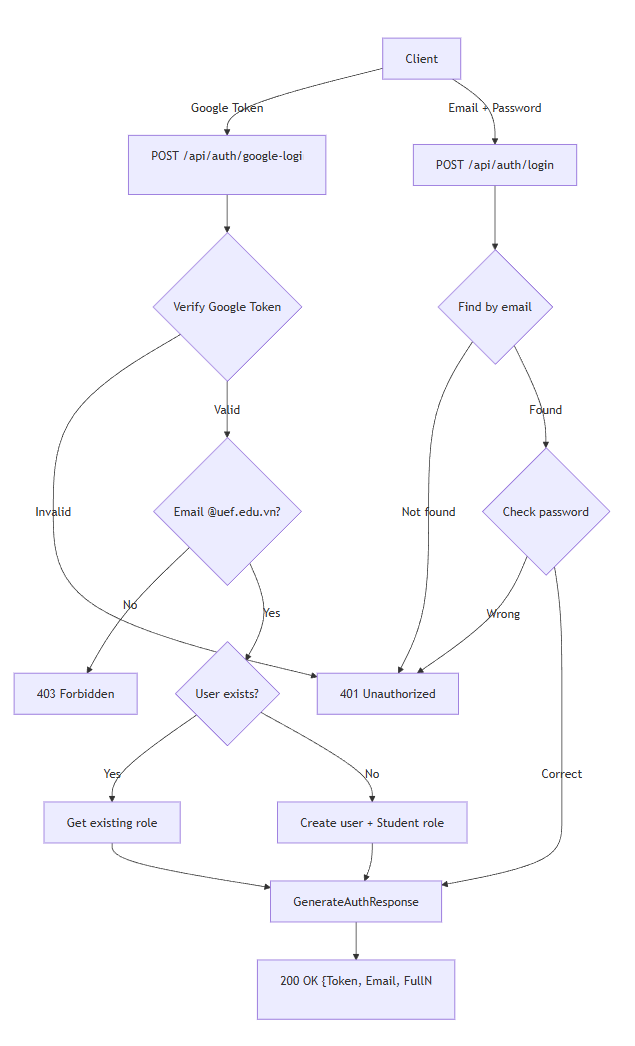 Client
Google Token
Email + Password
POST /api/auth/google-logi
POST /api/auth/login
Verify Google Token
Find by email
Valid
Found
Invalid
Email @uef.edu.vn?
Not found
Check password
No
Yes
Wrong
403 Forbidden
User exists?
401 Unauthorized
Yes
No
Correct
Get existing role
Create user + Student role
GenerateAuthResponse
200 OK {Token, Email, FullN